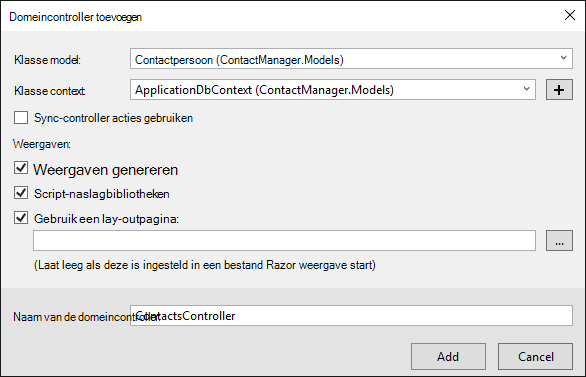 Domeincontroller toevoegen
Klasse model: Contactpersoon (ContactManager.Models)
Klasse context: ApplicationDbContext (ContactManager.Models) +
Sync-controller acties gebruiken
Weergaven:
Weergaven genereren
Script-naslagbibliotheken
Gebruik een lay-outpagina:
...
(Laat leeg als deze is ingesteld in een bestand Razor weergave start)
Naam van de domeincontroller: ContactsController
Add Cancel